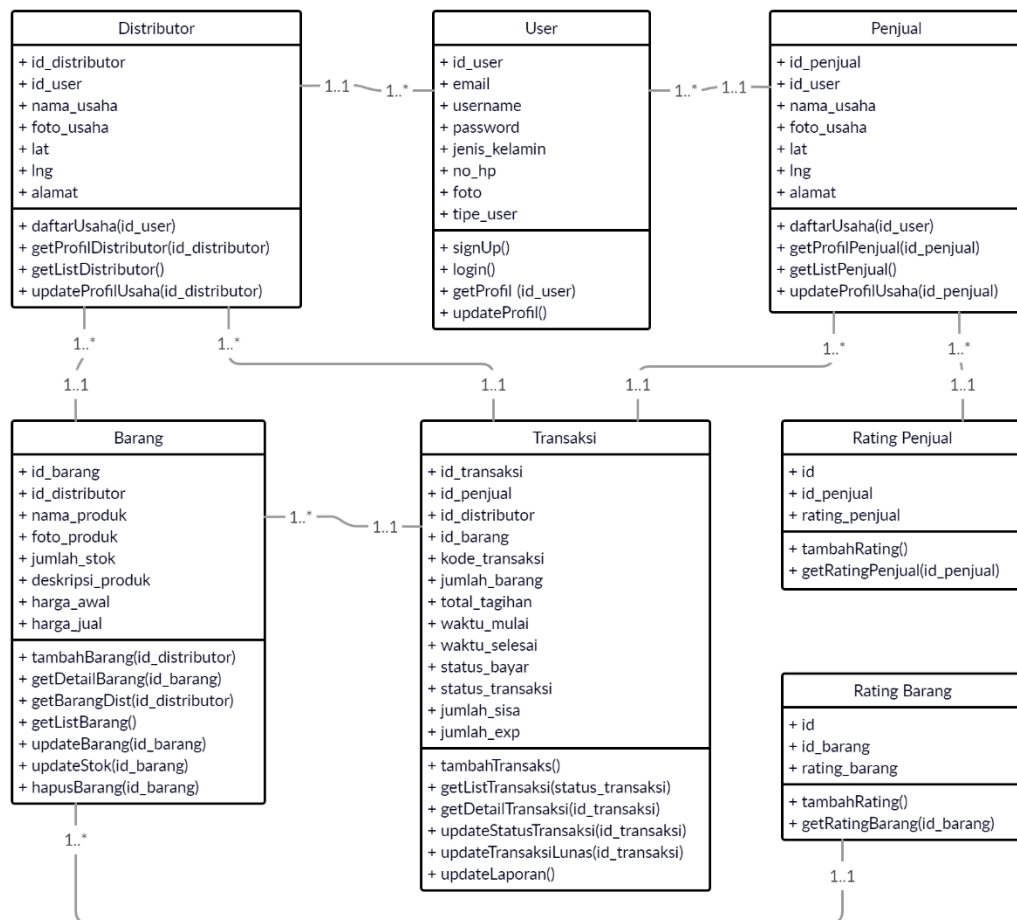 Distributor
+ id_distributor
+ id_user
+ nama_usaha
+ foto_usaha
+ lat
+ lng
+ alamat
+ daftarUsaha(id_user)
+ getProfilDistributor(id_distributor)
+ getListDistributor()
+ updateProfilUsaha(id_distributor)
1..1
1..*
User
+ id_user
+ email
+ username
+ password
+ jenis_kelamin
+ no_hp
+ foto
+ tipe_user
+ signUp()
+ login()
+ getProfil (id_user)
+ updateProfil()
1..*
1..1
Penjual
+ id_penjual
+ id_user
+ nama_usaha
+ foto_usaha
+ lat
+ lng
+ alamat
+ daftarUsaha(id_user)
+ getProfilPenjual(id_penjual)
+ getListPenjual()
+ updateProfilUsaha(id_penjual)
1..*
1..*
1..*
1..*
1..1
1..1
1..1
1..1
Barang
+ id_barang
+ id_distributor
+ nama_produk
+ foto_produk
+ jumlah_stok
+ deskripsi_produk
+ harga_awal
+ harga_jual
+ tambahBarang(id_distributor)
+ getDetailBarang(id_barang)
+ getBarangDist(id_distributor)
+ getListBarang()
+ updateBarang(id_barang)
+ updateStok(id_barang)
+ hapusBarang(id_barang)
1..*
1..1
Transaksi
+ id_transaksi
+ id_penjual
+ id_distributor
+ id_barang
+ kode_transaksi
+ jumlah_barang
+ total_tagihan
+ waktu_mulai
+ waktu_selesai
+ status_bayar
+ status_transaksi
+ jumlah_sisa
+ jumlah_exp
+ tambahTransaks()
+ getListTransaksi(status_transaksi)
+ getDetailTransaksi(id_transaksi)
+ updateStatusTransaksi(id_transaksi)
+ updateTransaksiLunas(id_transaksi)
+ updateLaporan()
Rating Penjual
+ id
+ id_penjual
+ rating_penjual
+ tambahRating()
+ getRatingPenjual(id_penjual)
Rating Barang
+ id
+ id_barang
+ rating_barang
+ tambahRating()
+ getRatingBarang(id_barang)
1..*
1..1